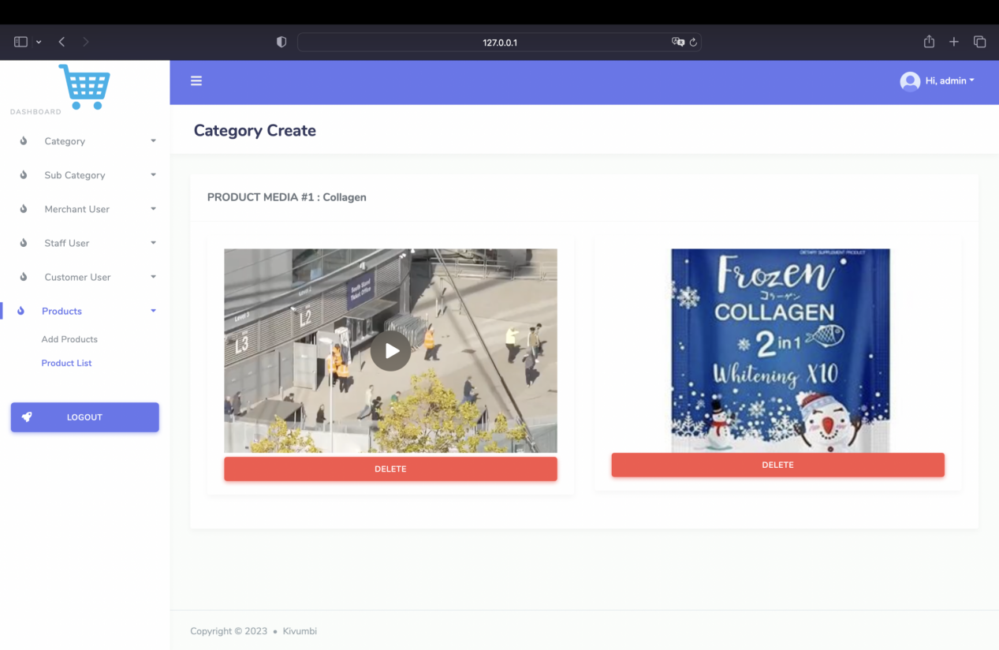 127.0.0.1
DASHBOARD
Hi, admin
Category Create
Category
Sub Category
Merchant User
Staff User
Customer User
Products
Add Products
Product List
LOGOUT
PRODUCT MEDIA #1 : Collagen
4
Level 3
L2
L3
South Stand
Ticket Office
DELETE
DIETARY SUPPLEMENT PRODUCT
Frozen
コラーゲン
COLLAGEN
2 in 1
Whitening X10
DELETE
Copyright © 2023 • Kivumbi